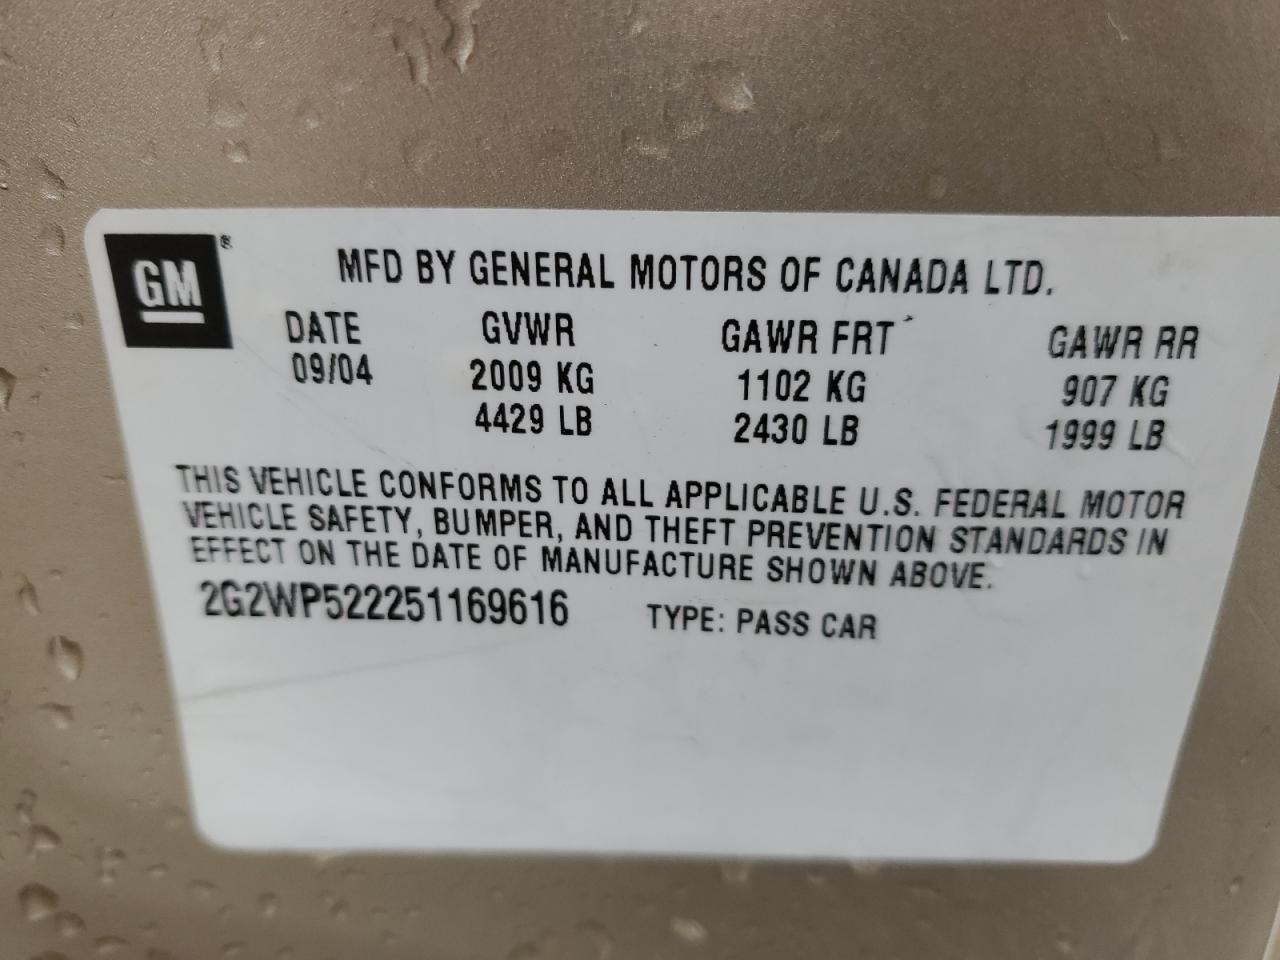 GM®
MFD BY GENERAL MOTORS OF CANADA LTD.
DATE GVWR GAWR FRT GAWR RR
09/04 2009 KG 1102 KG 907 KG
4429 LB 2430 LB 1999 LB
THIS VEHICLE CONFORMS TO ALL APPLICABLE U.S. FEDERAL MOTOR
VEHICLE SAFETY, BUMPER, AND THEFT PREVENTION STANDARDS IN
EFFECT ON THE DATE OF MANUFACTURE SHOWN ABOVE.
2G2WP522251169616 TYPE: PASS CAR